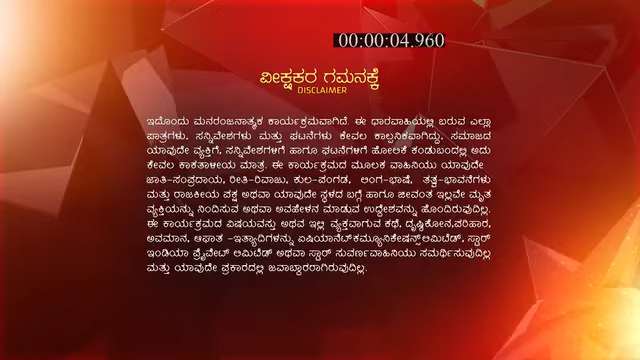 00:00:04.960
ವೀಕ್ಷಕರ ಗಮನಕ್ಕೆ
DISCLAIMER
ಇದೊಂದು ಮನರಂಜನಾತ್ಮಕ ಕಾರ್ಯಕ್ರಮವಾಗಿದೆ. ಈ ಧಾರವಾಹಿಯಲ್ಲಿ ಬರುವ ಎಲ್ಲಾ
ಪಾತ್ರಗಳು, ಸನ್ನಿವೇಶಗಳು ಮತ್ತು ಘಟನೆಗಳು ಕೇವಲ ಕಾಲ್ಪನಿಕವಾಗಿದ್ದು, ಸಮಾಜದ
ಯಾವುದೇ ವ್ಯಕ್ತಿಗೆ, ಸನ್ನಿವೇಶಗಳಿಗೆ ಹಾಗೂ ಘಟನೆಗಳಿಗೆ ಹೋಲಿಕೆ ಕಂಡುಬಂದಲ್ಲಿ ಅದು
ಕೇವಲ ಕಾಕತಾಳೀಯ ಮಾತ್ರ. ಈ ಕಾರ್ಯಕ್ರಮದ ಮೂಲಕ ವಾಹಿನಿಯು ಯಾವುದೇ
ಜಾತಿ-ಸಂಪ್ರದಾಯ, ರೀತಿ-ರಿವಾಜು, ಕುಲ-ಪಂಗಡ, ಲಿಂಗ-ಭಾಷೆ, ತತ್ವ-ಭಾವನೆಗಳು
ಮತ್ತು ರಾಜಕೀಯ ಪಕ್ಷ ಅಥವಾ ಯಾವುದೇ ಸ್ಥಳದ ಬಗ್ಗೆ ಹಾಗೂ ಜೀವಂತ ಇಲ್ಲವೇ ಮೃತ
ವ್ಯಕ್ತಿಯನ್ನು ನಿಂದಿಸುವ ಅಥವಾ ಅವಹೇಳನ ಮಾಡುವ ಉದ್ದೇಶವನ್ನು ಹೊಂದಿರುವುದಿಲ್ಲ.
ಈ ಕಾರ್ಯಕ್ರಮದ ವಿಷಯವಸ್ತು ಅಥವ ಇಲ್ಲಿ ವ್ಯಕ್ತವಾಗುವ ಕಥೆ, ದೃಷ್ಟಿಕೋನ,ಪರಿಹಾರ,
ಅವಮಾನ, ಆಘಾತ -ಇತ್ಯಾದಿಗಳನ್ನು ಏಷಿಯಾನೆಟ್‌ಕಮ್ಯೂನಿಕೇಷನ್ಸ್‌ಲಿಮಿಟೆಡ್, ಸ್ಟಾರ್
ಇಂಡಿಯಾ ಪ್ರೈವೇಟ್ ಲಿಮಿಟೆಡ್ ಅಥವಾ ಸ್ಟಾರ್ ಸುವರ್ಣವಾಹಿನಿಯು ಸಮರ್ಥಿಸುವುದಿಲ್ಲ
ಮತ್ತು ಯಾವುದೇ ಪ್ರಕಾರದಲ್ಲಿ ಜವಾಬ್ದಾರರಾಗಿರುವುದಿಲ್ಲ.